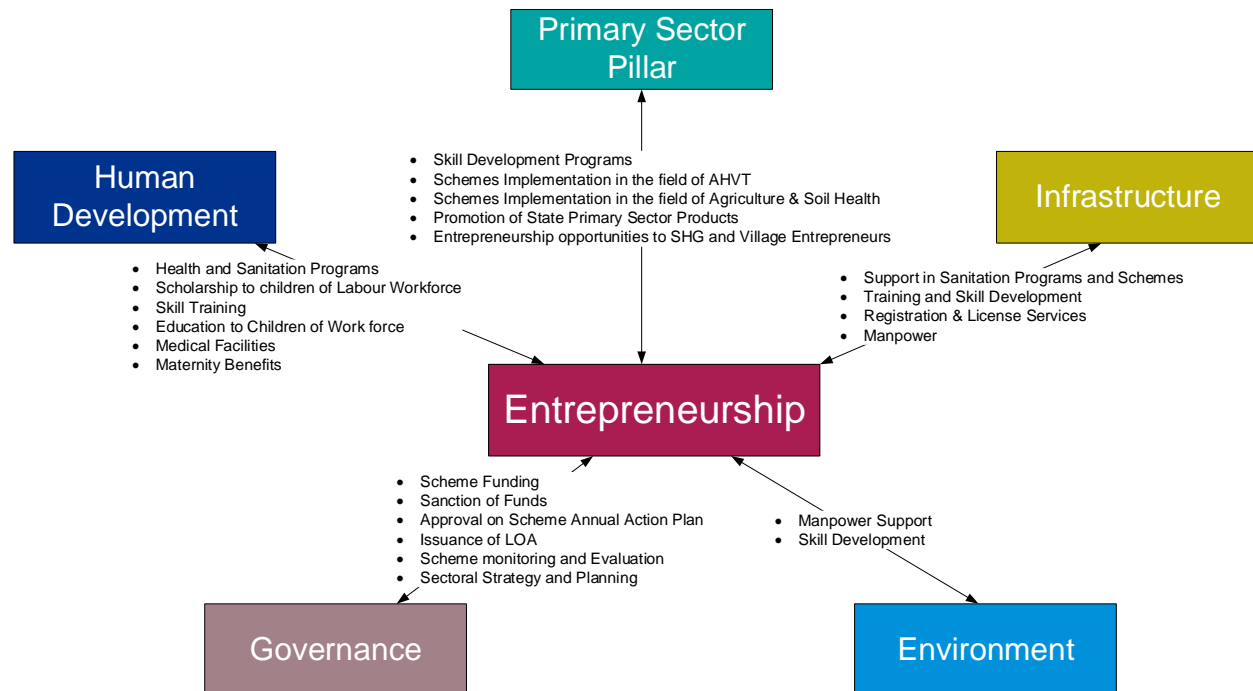 Primary Sector
Pillar
Human
Development
Infrastructure
• Skill Development Programs
• Schemes Implementation in the field of AHVT
• Schemes Implementation in the field of Agriculture & Soil Health
• Promotion of State Primary Sector Products
• Entrepreneurship opportunities to SHG and Village Entrepreneurs
• Health and Sanitation Programs
• Scholarship to children of Labour Workforce
• Skill Training
• Education to Children of Work force
• Medical Facilities
• Maternity Benefits
• Support in Sanitation Programs and Schemes
• Training and Skill Development
• Registration & License Services
• Manpower
Entrepreneurship
• Scheme Funding
• Sanction of Funds
• Approval on Scheme Annual Action Plan
• Issuance of LOA
• Scheme monitoring and Evaluation
• Sectoral Strategy and Planning
• Manpower Support
• Skill Development
Governance
Environment